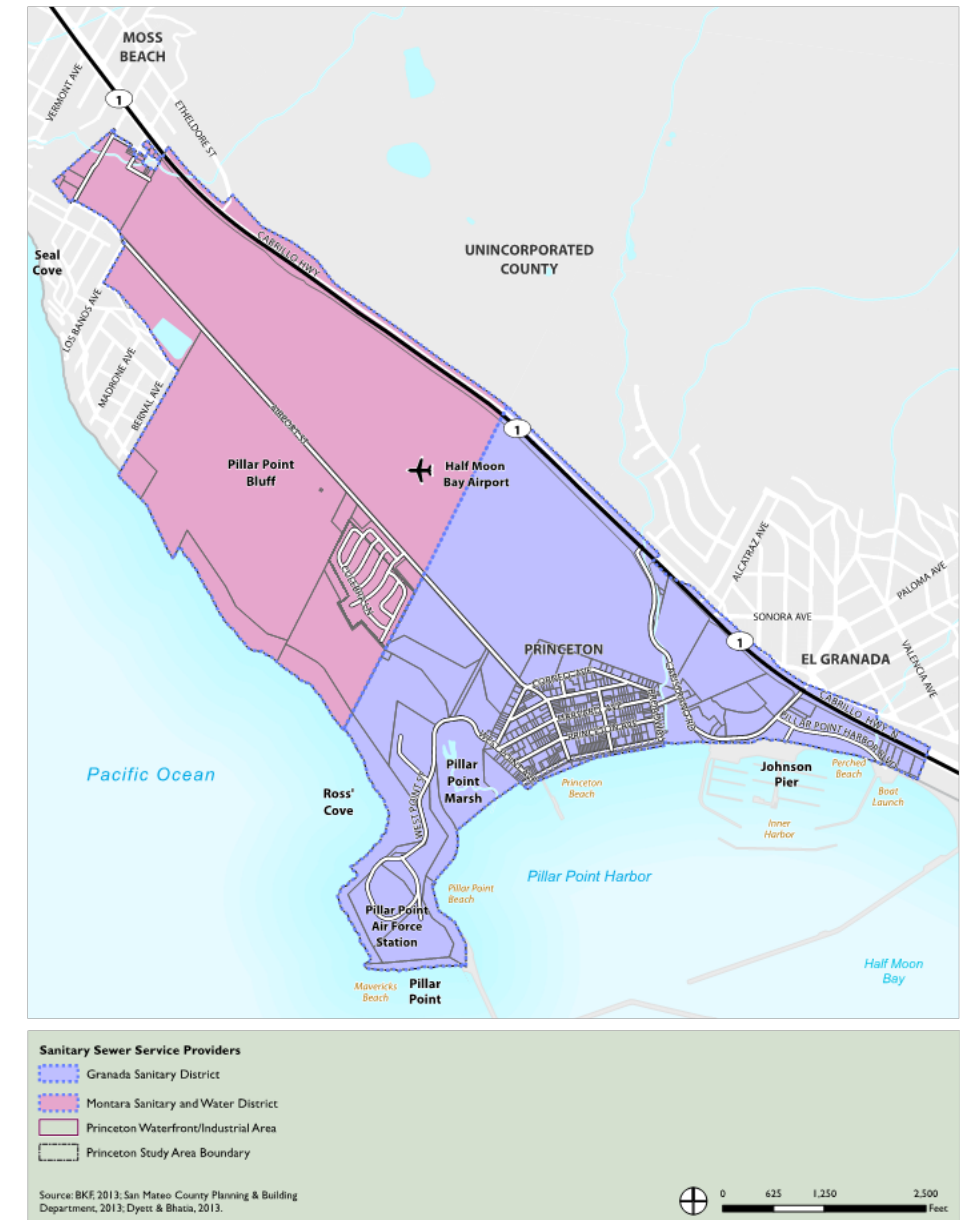 MOSS
BEACH
VERMONT AVE
1
ETHELDORE ST
CABRILLO HWY
UNINCORPORATED
COUNTY
Seal
Cove
LOS BANOS AVE
MADRONE AVE
BERNAL AVE
AIRPORT ST
1
Pillar Point
Bluff
Half Moon
Bay Airport
ALCATRAZ AVE
PALOMA AVE
SONORA AVE
1
EL GRANADA
VALENCIA AVE
PRINCETON
CABRILLO HWY N
PILLAR POINT HARBOR BLVD
Pacific Ocean
Ross'
Cove
WEST POINT
Pillar
Point
Marsh
Princeton
Beach
Johnson
Pier
Perched
Beach
Boat
Launch
Inner
Harbor
Pillar Point Harbor
Pillar Point
Beach
Pillar Point
Air Force
Station
Mavericks
Beach
Pillar
Point
Half Moon
Bay
Sanitary Sewer Service Providers
Granada Sanitary District
Montara Sanitary and Water District
Princeton Waterfront/Industrial Area
Princeton Study Area Boundary
Source: BKF, 2013; San Mateo County Planning & Building
Department, 2013; Dyett & Bhatia, 2013.
0 625 1,250 2,500
Feet